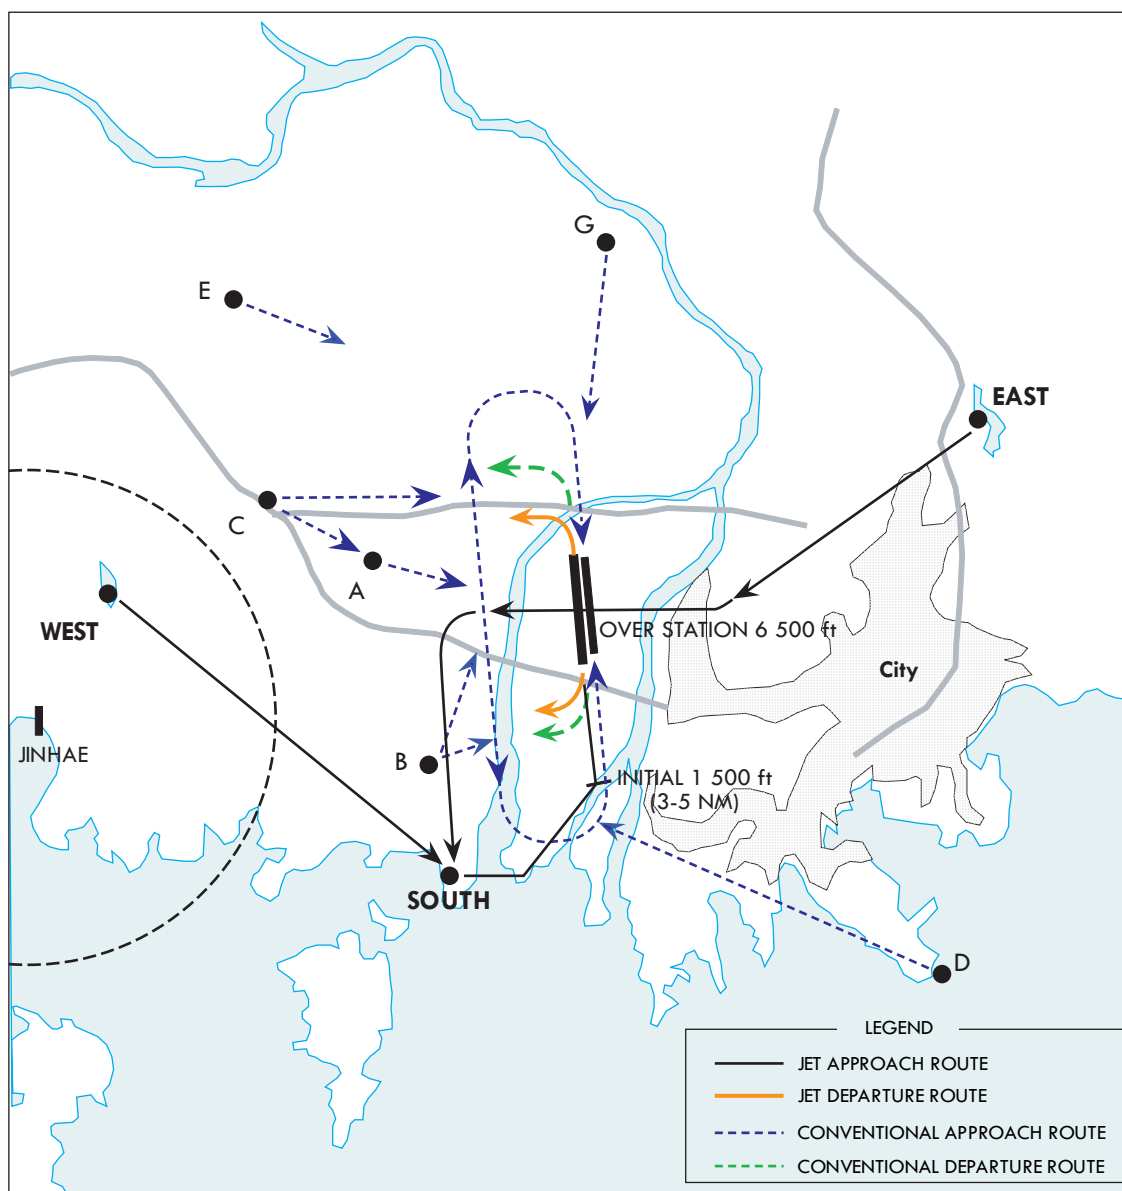 G
E
EAST
C
A
WEST
OVER STATION 6 500 ft
City
JINHAE
B
INITIAL 1 500 ft
(3-5 NM)
SOUTH
D
LEGEND
JET APPROACH ROUTE
JET DEPARTURE ROUTE
CONVENTIONAL APPROACH ROUTE
CONVENTIONAL DEPARTURE ROUTE